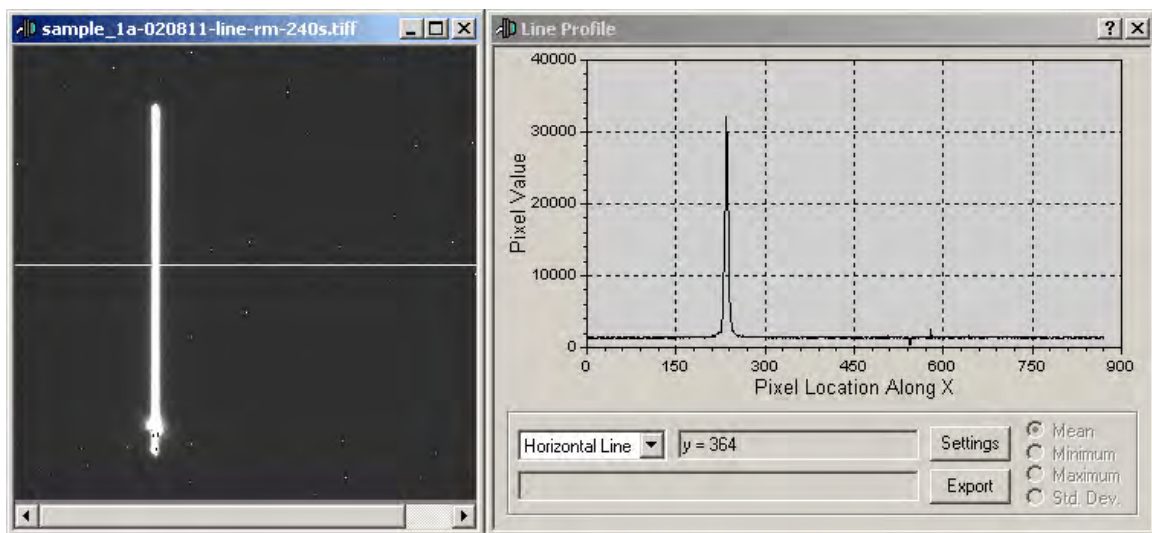 sample_1a-020811-line-rm-240s.tiff
Line Profile
?
40000
30000
20000
10000
0
Pixel Value
0 150 300 450 600 750 900
Pixel Location Along X
Horizontal Line
y = 364
Settings
Export
Mean
Minimum
Maximum
Std. Dev.